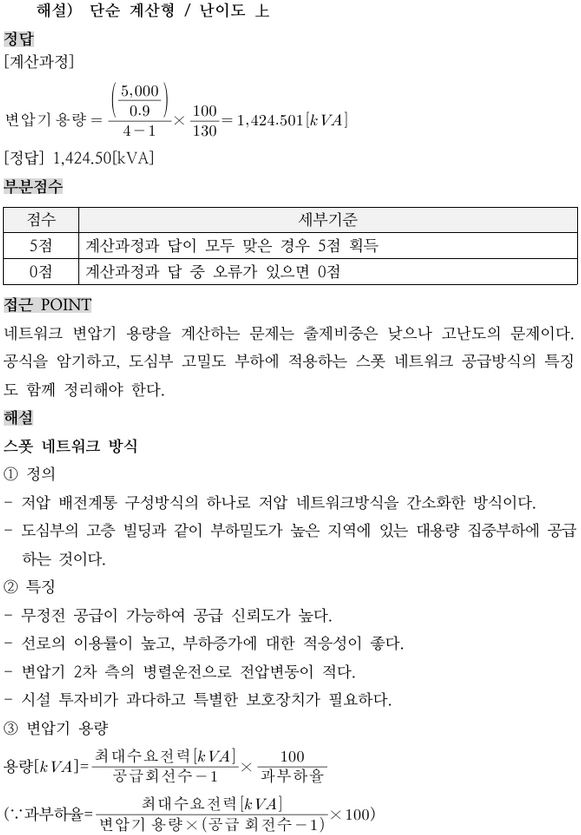 해설) 단순 계산형 / 난이도 上
정답
[계산과정]
변압기 용량 = (5,000/0.9)/(4-1) × 100/130 = 1,424.501[kVA]
[정답] 1,424.50[kVA]
부분점수
점수 세부기준
5점 계산과정과 답이 모두 맞은 경우 5점 획득
0점 계산과정과 답 중 오류가 있으면 0점
접근 POINT
네트워크 변압기 용량을 계산하는 문제는 출제비중은 낮으나 고난도의 문제이다.
공식을 암기하고, 도심부 고밀도 부하에 적용하는 스폿 네트워크 공급방식의 특징
도 함께 정리해야 한다.
해설
스폿 네트워크 방식
① 정의
- 저압 배전계통 구성방식의 하나로 저압 네트워크방식을 간소화한 방식이다.
- 도심부의 고층 빌딩과 같이 부하밀도가 높은 지역에 있는 대용량 집중부하에 공급
하는 것이다.
② 특징
- 무정전 공급이 가능하여 공급 신뢰도가 높다.
- 선로의 이용률이 높고, 부하증가에 대한 적응성이 좋다.
- 변압기 2차 측의 병렬운전으로 전압변동이 적다.
- 시설 투자비가 과다하고 특별한 보호장치가 필요하다.
③ 변압기 용량
용량[kVA]= 최대수요전력[kVA]/(공급회선수-1) × 100/과부하율
(∵과부하율= 최대수요전력[kVA]/(변압기 용량×(공급 회전수-1)) ×100)